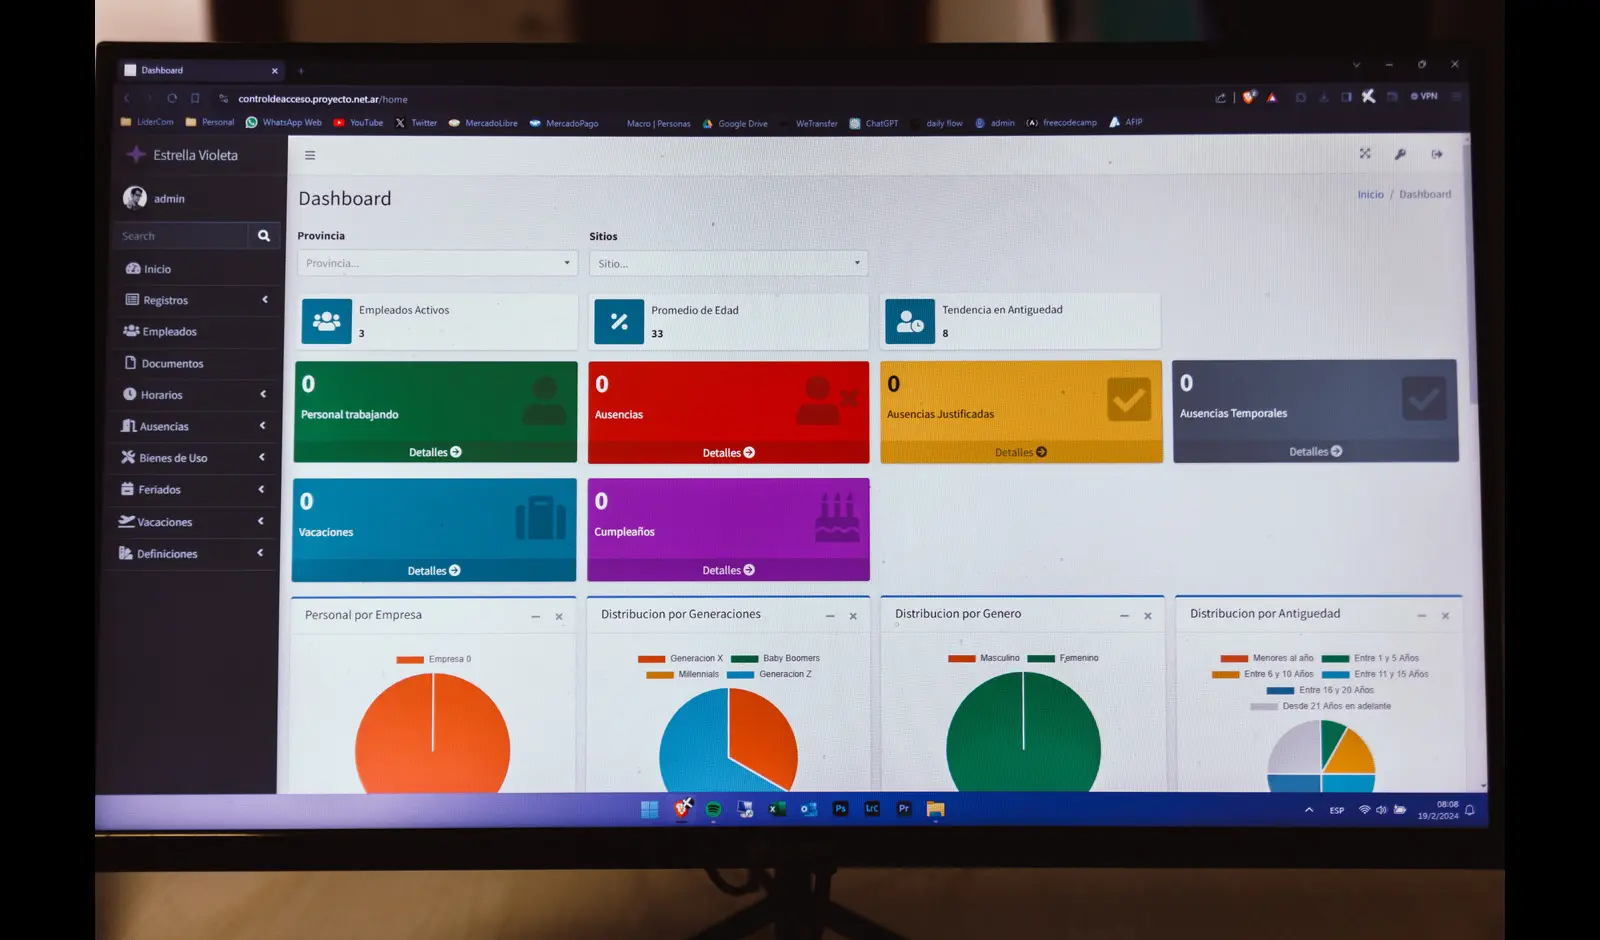 Dashboard
controldeacceso.proyecto.net.ar/home
VPN
LiderCom Personal WhatsApp Web YouTube Twitter MercadoLibre MercadoPago Macro | Personas Google Drive WeTransfer ChatGPT daily flow admin (A) freecodecamp AFIP
Estrella Violeta
admin
Search
Inicio
Registros
Empleados
Documentos
Horarios
Ausencias
Bienes de Uso
Feriados
Vacaciones
Definiciones
Dashboard
Inicio / Dashboard
Provincia
Provincia...
Sitios
Sitio...
Empleados Activos
3
Promedio de Edad
33
Tendencia en Antiguedad
8
0
Personal trabajando
Detalles
0
Ausencias
Detalles
0
Ausencias Justificadas
Detalles
0
Ausencias Temporales
Detalles
0
Vacaciones
Detalles
0
Cumpleaños
Detalles
Personal por Empresa
Empresa 0
Distribucion por Generaciones
Generacion X Baby Boomers
Millennials Generacion Z
Distribucion por Genero
Masculino Femenino
Distribucion por Antiguedad
Menores al año Entre 1 y 5 Años
Entre 6 y 10 Años Entre 11 y 15 Años
Entre 16 y 20 Años
Desde 21 Años en adelante
Ps LrC Pr
ESP
08:08
19/2/2024